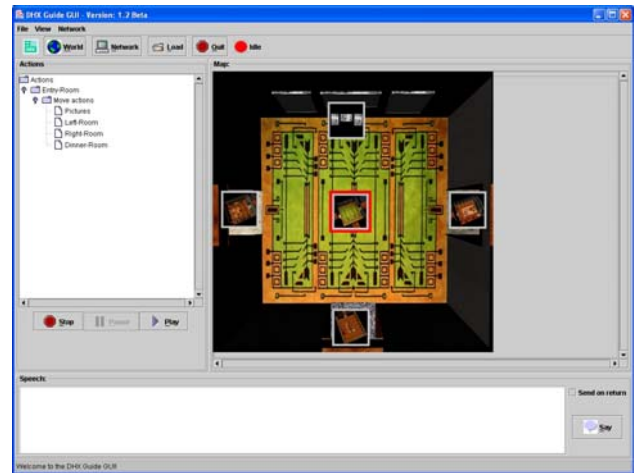 DHX Guide GUI - Version: 1.2 Beta
File View Network
World Network Load Quit Idle
Actions
Map:
Actions
Entry-Room
Move actions
Pictures
Left-Room
Right-Room
Dinner-Room
Stop Pause Play
Speech:
Send on return
Say
Welcome to the DHX Guide GUI!